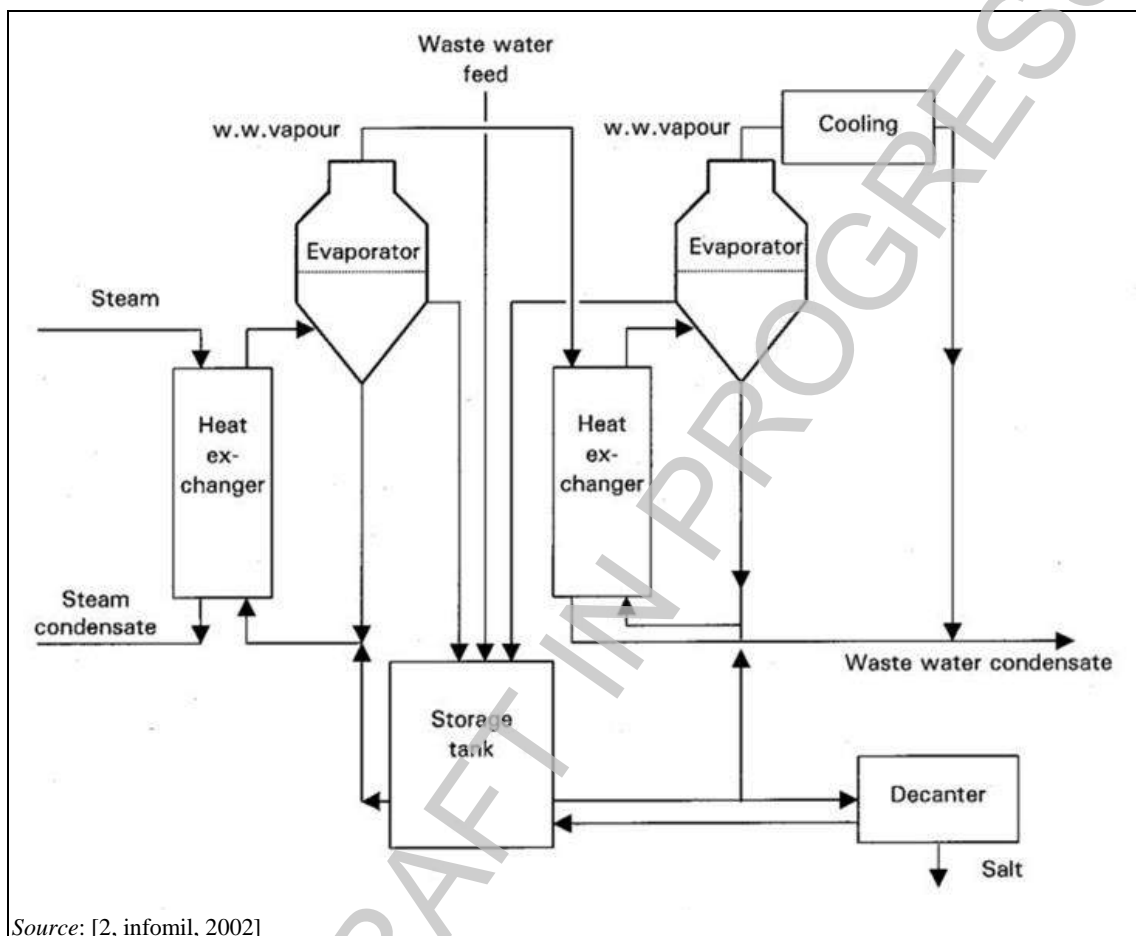 Waste water
feed
w.w.vapour
w.w.vapour
Cooling
Evaporator
Evaporator
Steam
Heat
ex-
changer
Heat
ex-
changer
Steam
condensate
Waste water condensate
Storage
tank
Decanter
Salt
Source: [2, infomil, 2002]
DRAFT IN PROGRESS